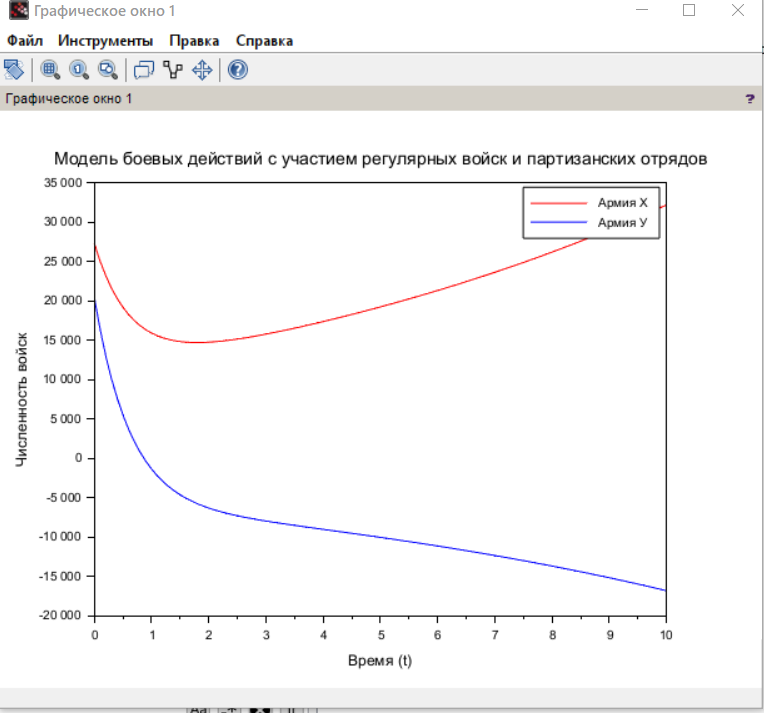 Графическое окно 1
Файл Инструменты Правка Справка
Графическое окно 1 ?
Модель боевых действий с участием регулярных войск и партизанских отрядов
Армия X
Армия У
35 000
30 000
25 000
20 000
15 000
10 000
5 000
0
-5 000
-10 000
-15 000
-20 000
Численность войск
0 1 2 3 4 5 6 7 8 9 10
Время (t)